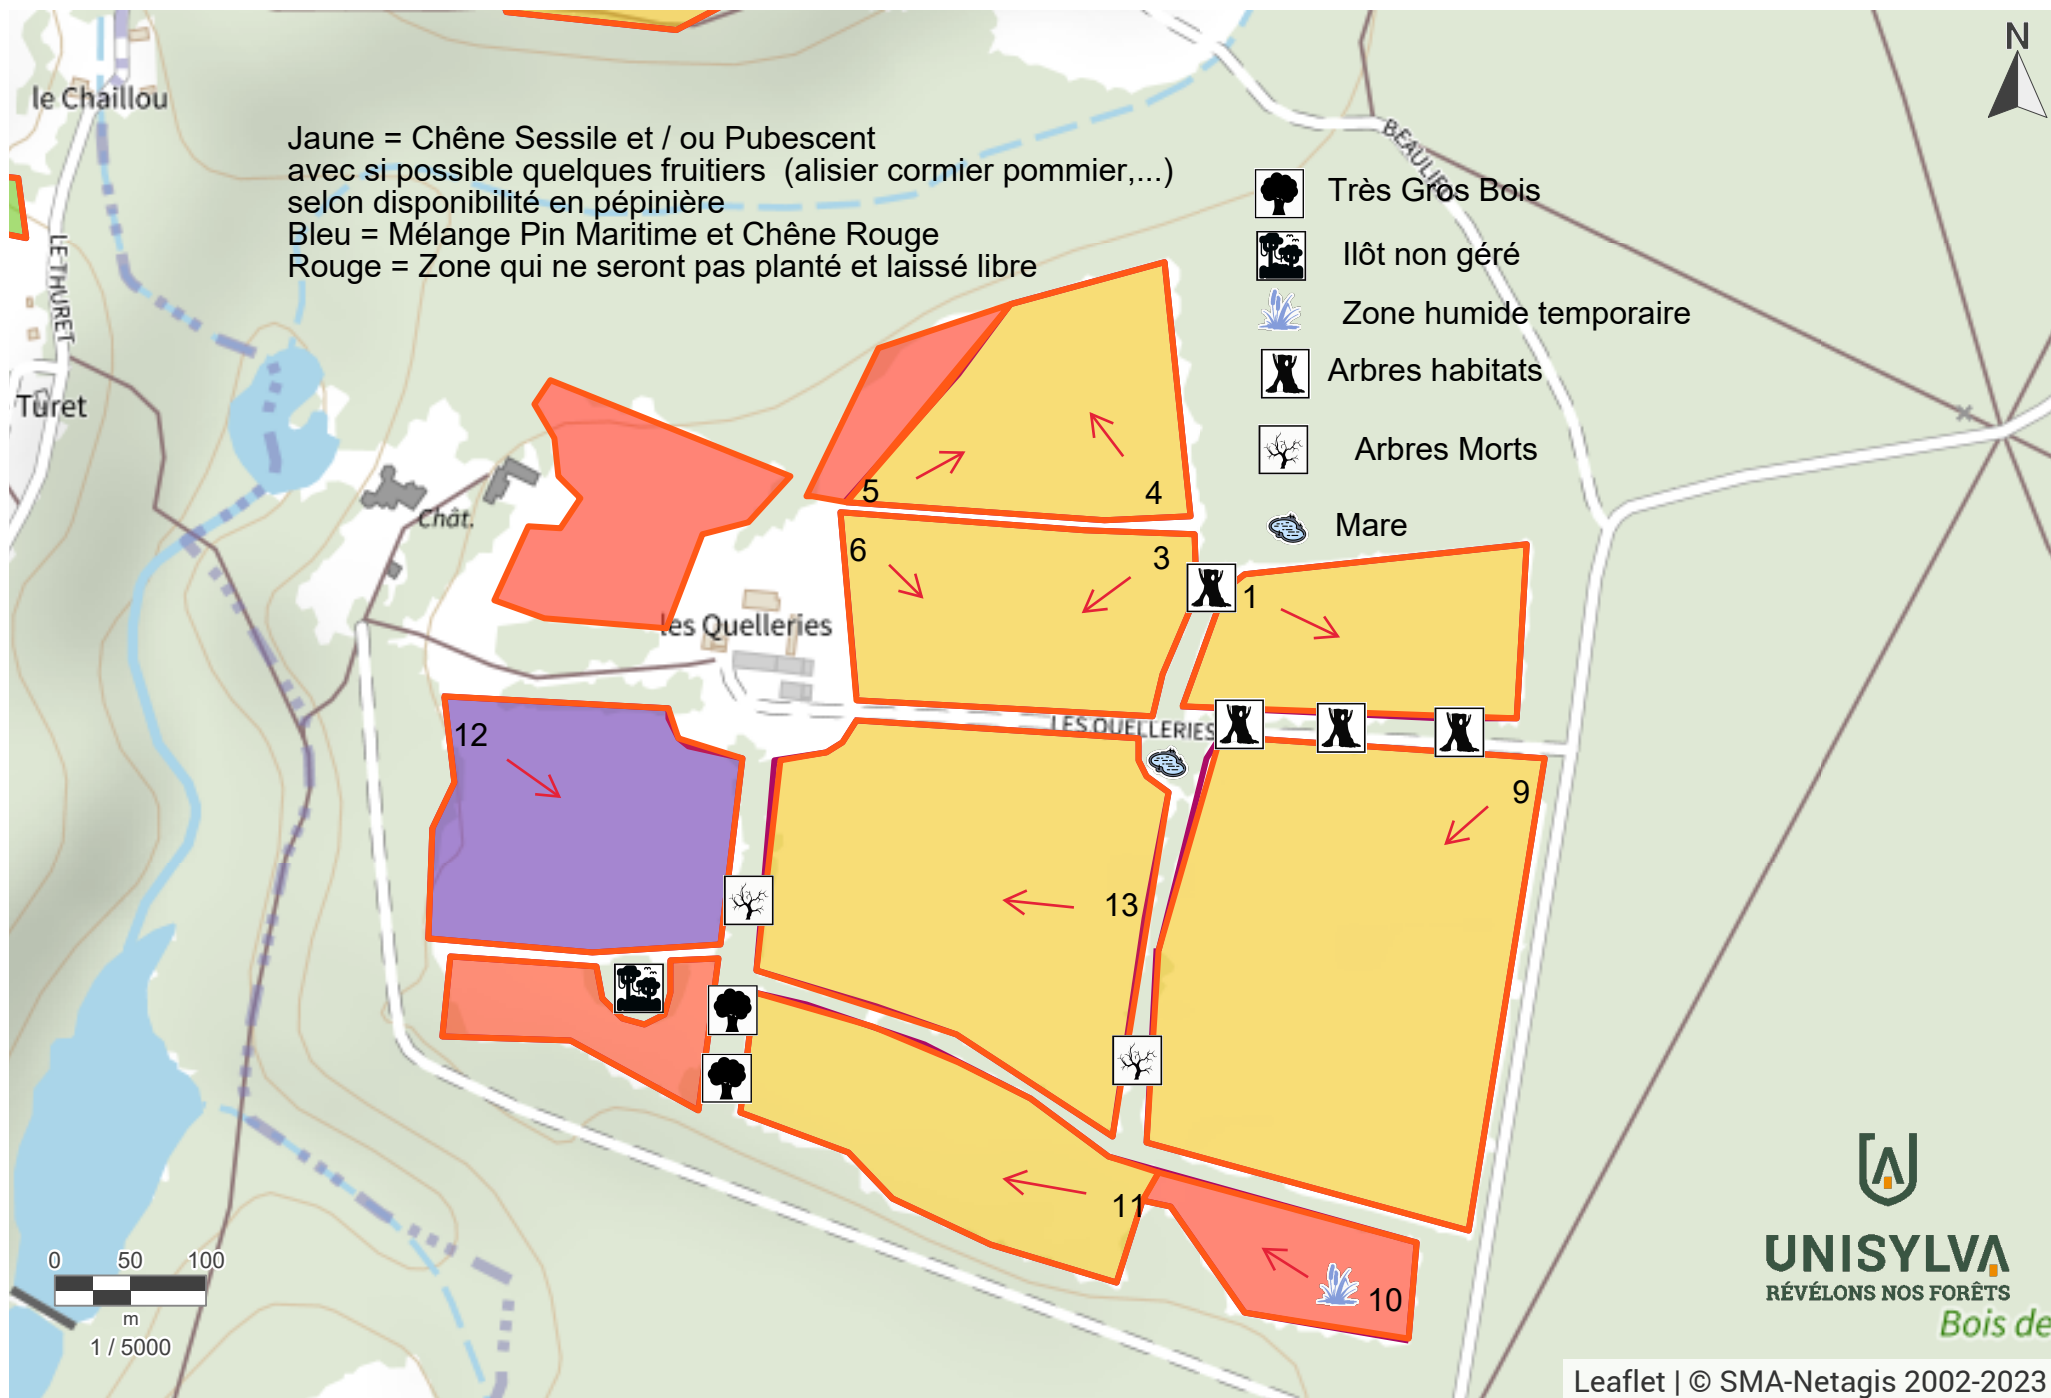 N
le Chaillou
Jaune = Chêne Sessile et / ou Pubescent
avec si possible quelques fruitiers (alisier cormier pommier,...)
selon disponibilité en pépinière
Bleu = Mélange Pin Maritime et Chêne Rouge
Rouge = Zone qui ne seront pas planté et laissé libre
BEAULIEU
Très Gros Bois
Ilôt non géré
Zone humide temporaire
Arbres habitats
Arbres Morts
Mare
LE THURET
Turet
Chât.
5
4
6
3
1
les Quelleries
LES QUELLERIES
12
9
13
11
10
0 50 100
m
1 / 5000
UNISYLVA
RÉVÉLONS NOS FORÊTS
Bois de
Leaflet | © SMA-Netagis 2002-2023